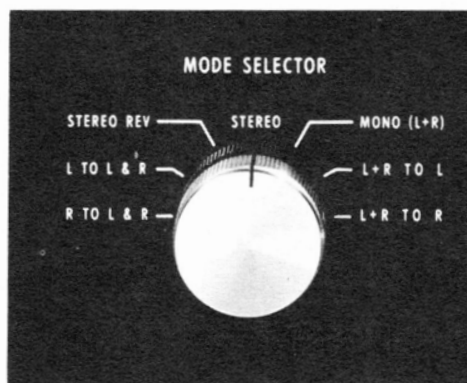 MODE SELECTOR
STEREO REV STEREO MONO (L+R)
L TO L & R L+R TO L
R TO L & R L+R TO R